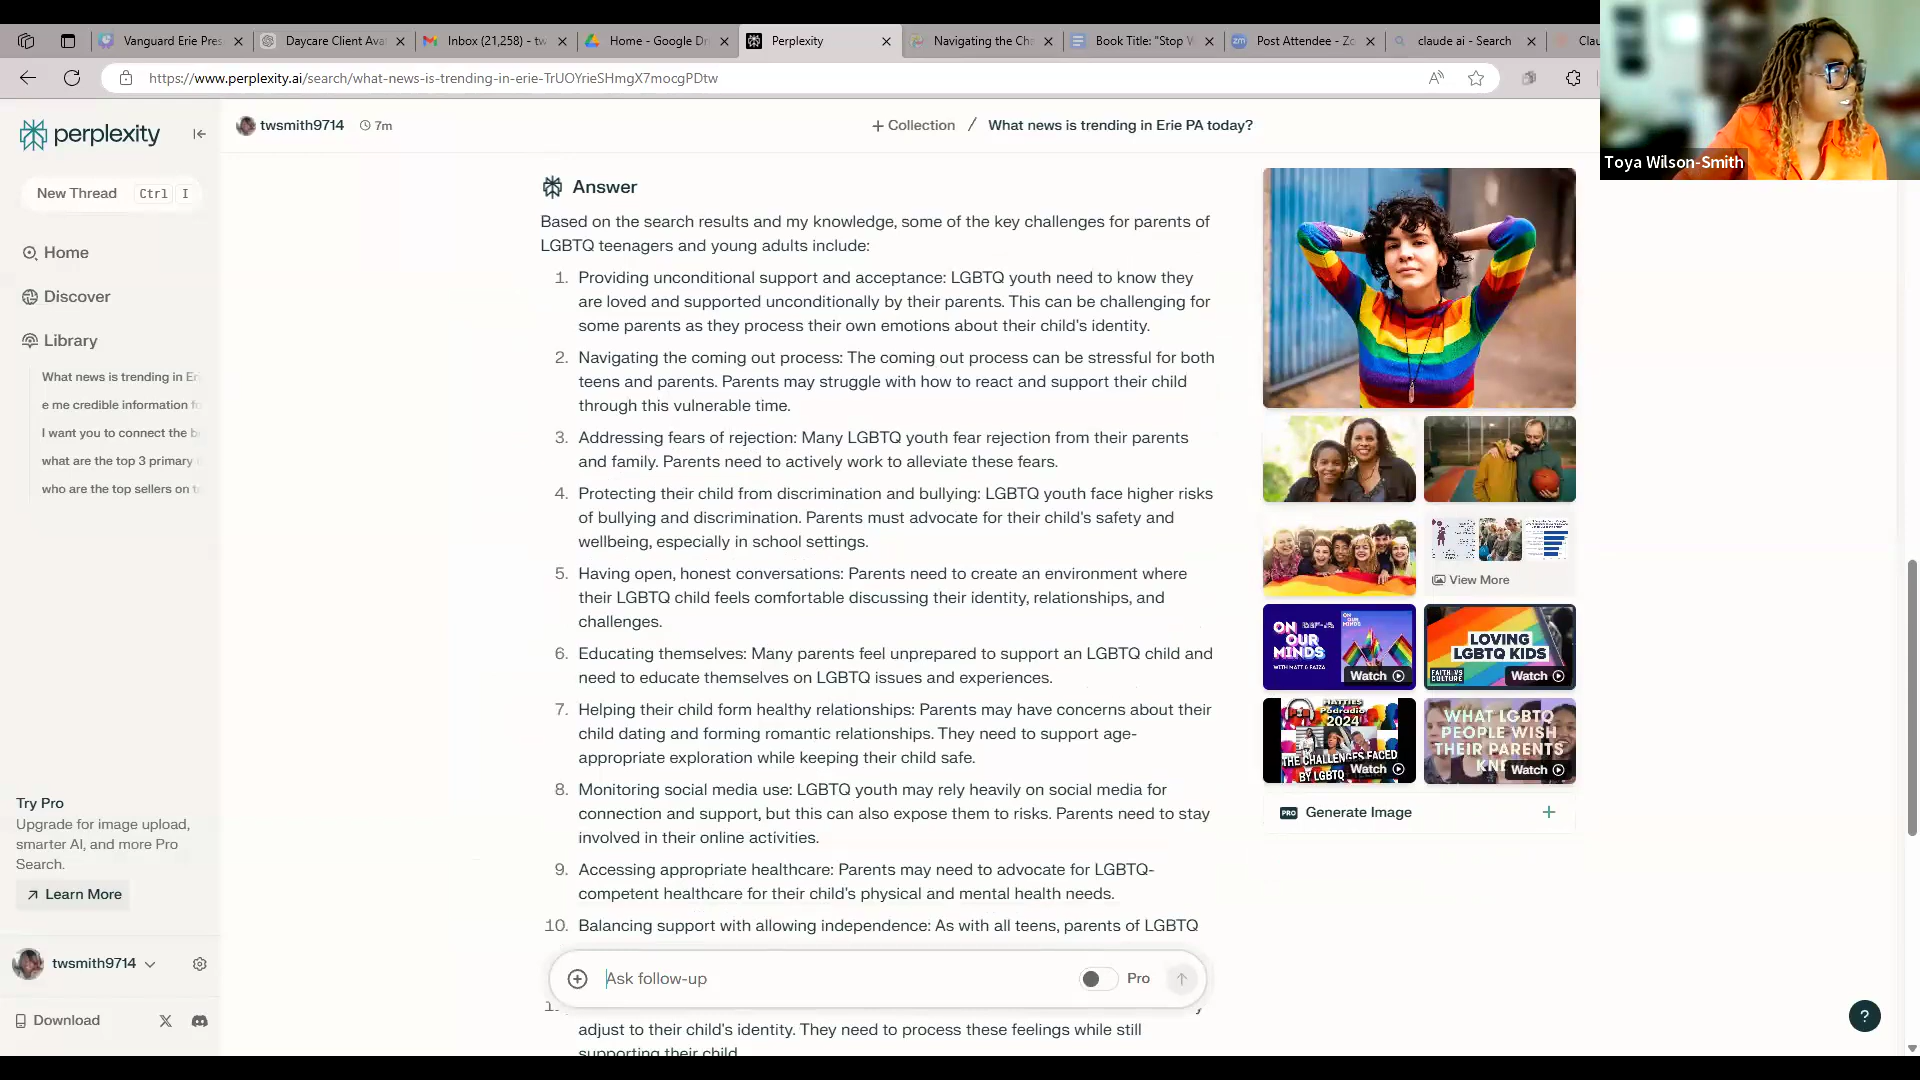 Vanguard Erie Pres
Daycare Client Ava
Inbox (21,258) - tw
Home - Google Dr
Perplexity
Navigating the Cha
Book Title: "Stop W
Post Attendee - Zo
claude ai - Search
Clau
https://www.perplexity.ai/search/what-news-is-trending-in-erie-TrUOYrieSHmgX7mocgPDtw
Toya Wilson-Smith
perplexity
New Thread Ctrl I
Home
Discover
Library
What news is trending in Eri
e me credible information fo
I want you to connect the b
what are the top 3 primary
who are the top sellers on t
Try Pro
Upgrade for image upload,
smarter AI, and more Pro
Search.
Learn More
twsmith9714
Download
twsmith9714 7m
+ Collection / What news is trending in Erie PA today?
Answer
Based on the search results and my knowledge, some of the key challenges for parents of
LGBTQ teenagers and young adults include:
1. Providing unconditional support and acceptance: LGBTQ youth need to know they
are loved and supported unconditionally by their parents. This can be challenging for
some parents as they process their own emotions about their child's identity.
2. Navigating the coming out process: The coming out process can be stressful for both
teens and parents. Parents may struggle with how to react and support their child
through this vulnerable time.
3. Addressing fears of rejection: Many LGBTQ youth fear rejection from their parents
and family. Parents need to actively work to alleviate these fears.
4. Protecting their child from discrimination and bullying: LGBTQ youth face higher risks
of bullying and discrimination. Parents must advocate for their child's safety and
wellbeing, especially in school settings.
5. Having open, honest conversations: Parents need to create an environment where
their LGBTQ child feels comfortable discussing their identity, relationships, and
challenges.
6. Educating themselves: Many parents feel unprepared to support an LGBTQ child and
need to educate themselves on LGBTQ issues and experiences.
7. Helping their child form healthy relationships: Parents may have concerns about their
child dating and forming romantic relationships. They need to support age-
appropriate exploration while keeping their child safe.
8. Monitoring social media use: LGBTQ youth may rely heavily on social media for
connection and support, but this can also expose them to risks. Parents need to stay
involved in their online activities.
9. Accessing appropriate healthcare: Parents may need to advocate for LGBTQ-
competent healthcare for their child's physical and mental health needs.
10. Balancing support with allowing independence: As with all teens, parents of LGBTQ
Ask follow-up Pro
adjust to their child's identity. They need to process these feelings while still
supporting their child
View More
ON OUR MINDS
WITH MATT & FAIZA
Watch
LOVING
LGBTQ KIDS
FAITH VS
CULTURE
Watch
2024
THE CHALLENGES FACED
BY LGBTQ
Watch
WHAT LGBTQ
PEOPLE WISH
THEIR PARENTS
KNE
Watch
PRO Generate Image +
?